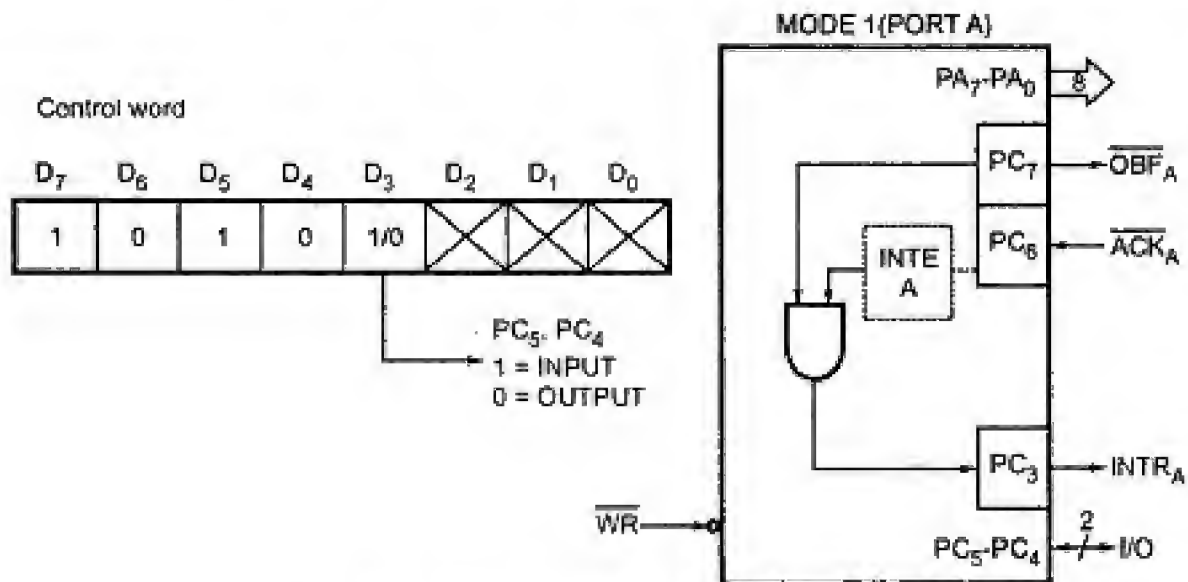 MODE 1(PORT A)
Control word
D7 D6 D5 D4 D3 D2 D1 D0
1 0 1 0 1/0
PC5- PC4
1 = INPUT
0 = OUTPUT
PA7-PA0
8
PC7
OBFA
PC6
ACKA
INTE
A
PC3
INTRA
WR
PC5-PC4
2
I/O